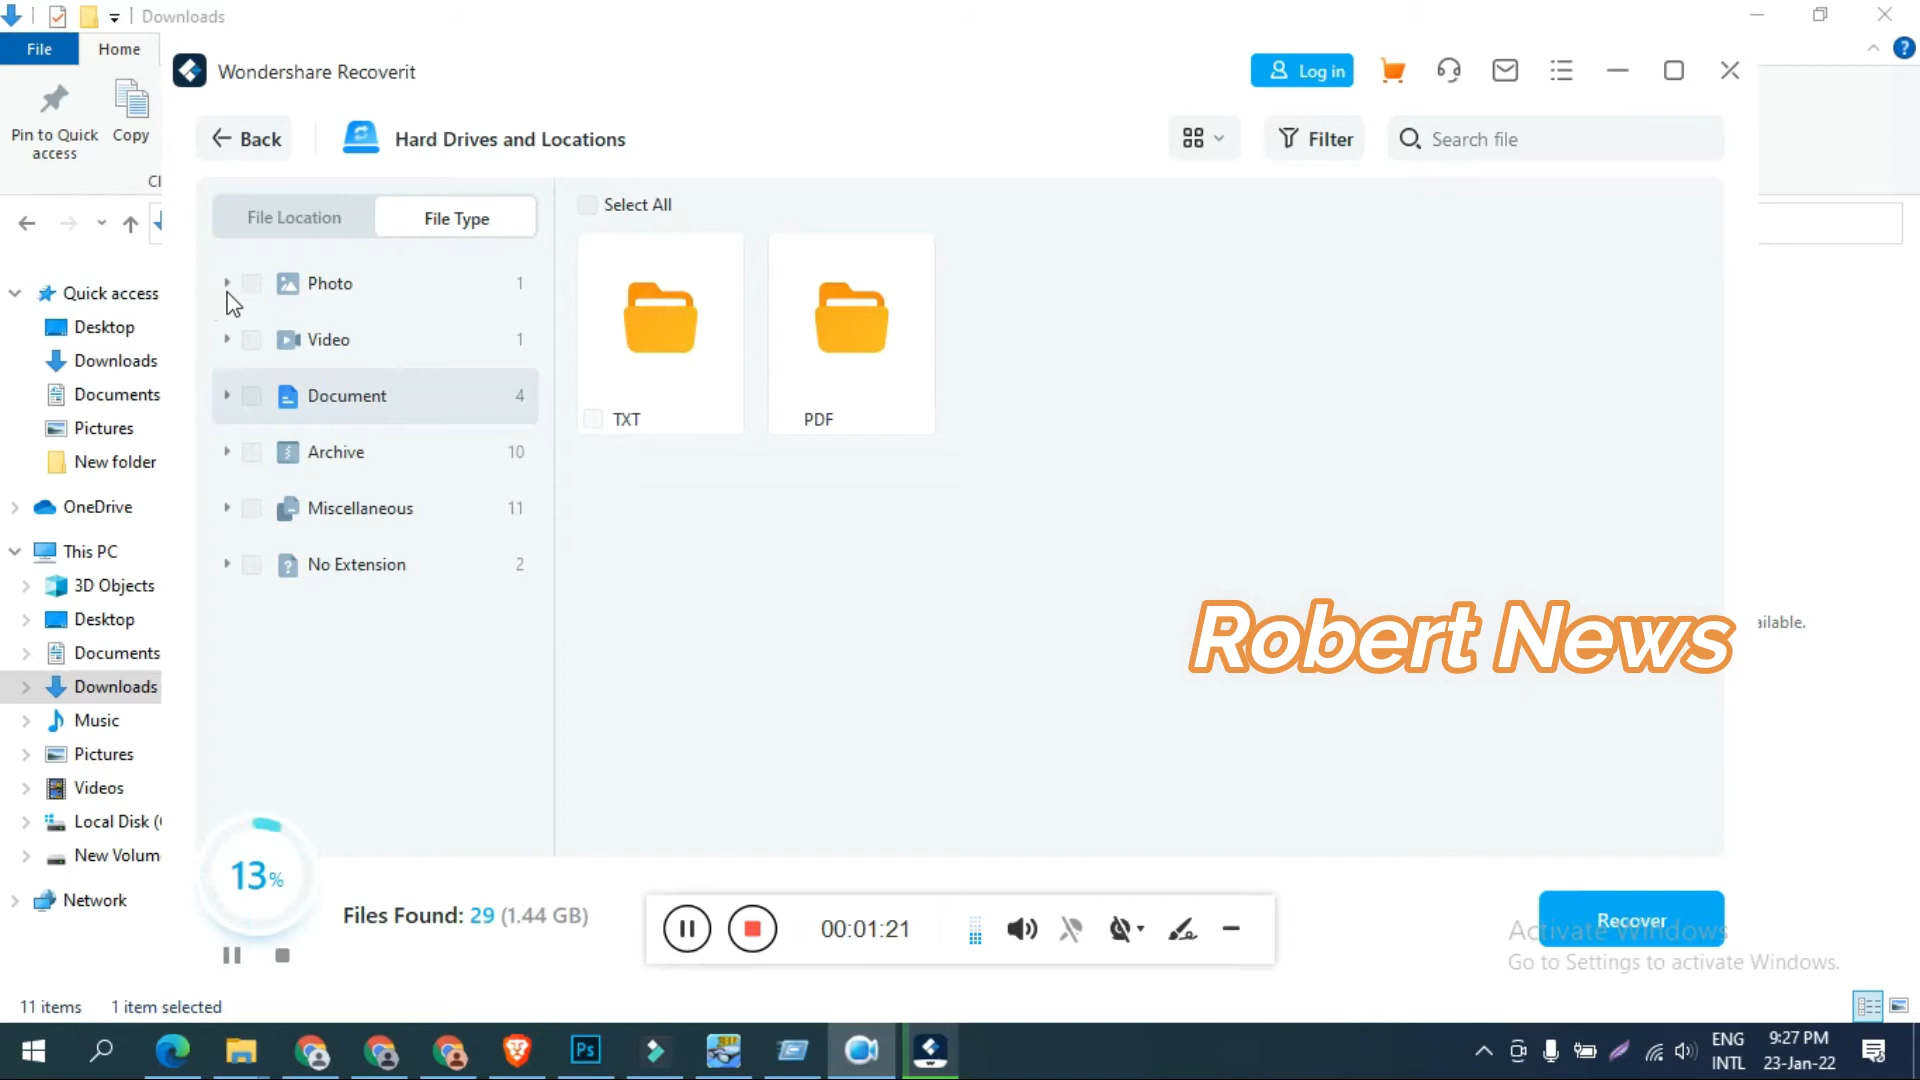 Downloads
File
Home
Pin to Quick access
Copy
Cl
Wondershare Recoverit
Log in
Back
Hard Drives and Locations
Filter
Search file
File Location
File Type
Select All
Photo 1
Video 1
Document 4
Archive 10
Miscellaneous 11
No Extension 2
TXT
PDF
Quick access
Desktop
Downloads
Documents
Pictures
New folder
OneDrive
This PC
3D Objects
Desktop
Documents
Downloads
Music
Pictures
Videos
Local Disk (
New Volum
Network
Robert News
ailable.
13%
Files Found: 29 (1.44 GB)
00:01:21
Recover
Activate Windows
Go to Settings to activate Windows.
11 items 1 item selected
Ps
ENG
INTL
9:27 PM
23-Jan-22